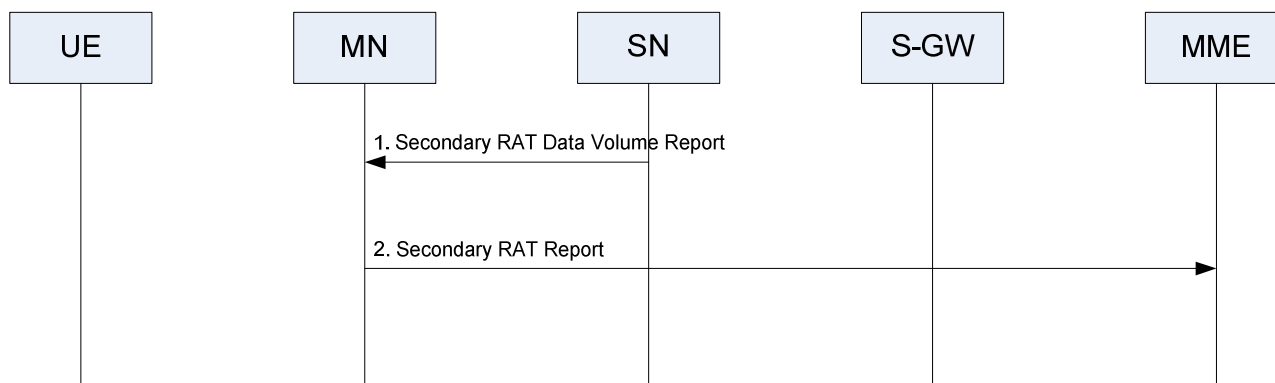 UE
MN
SN
S-GW
MME
1. Secondary RAT Data Volume Report
2. Secondary RAT Report